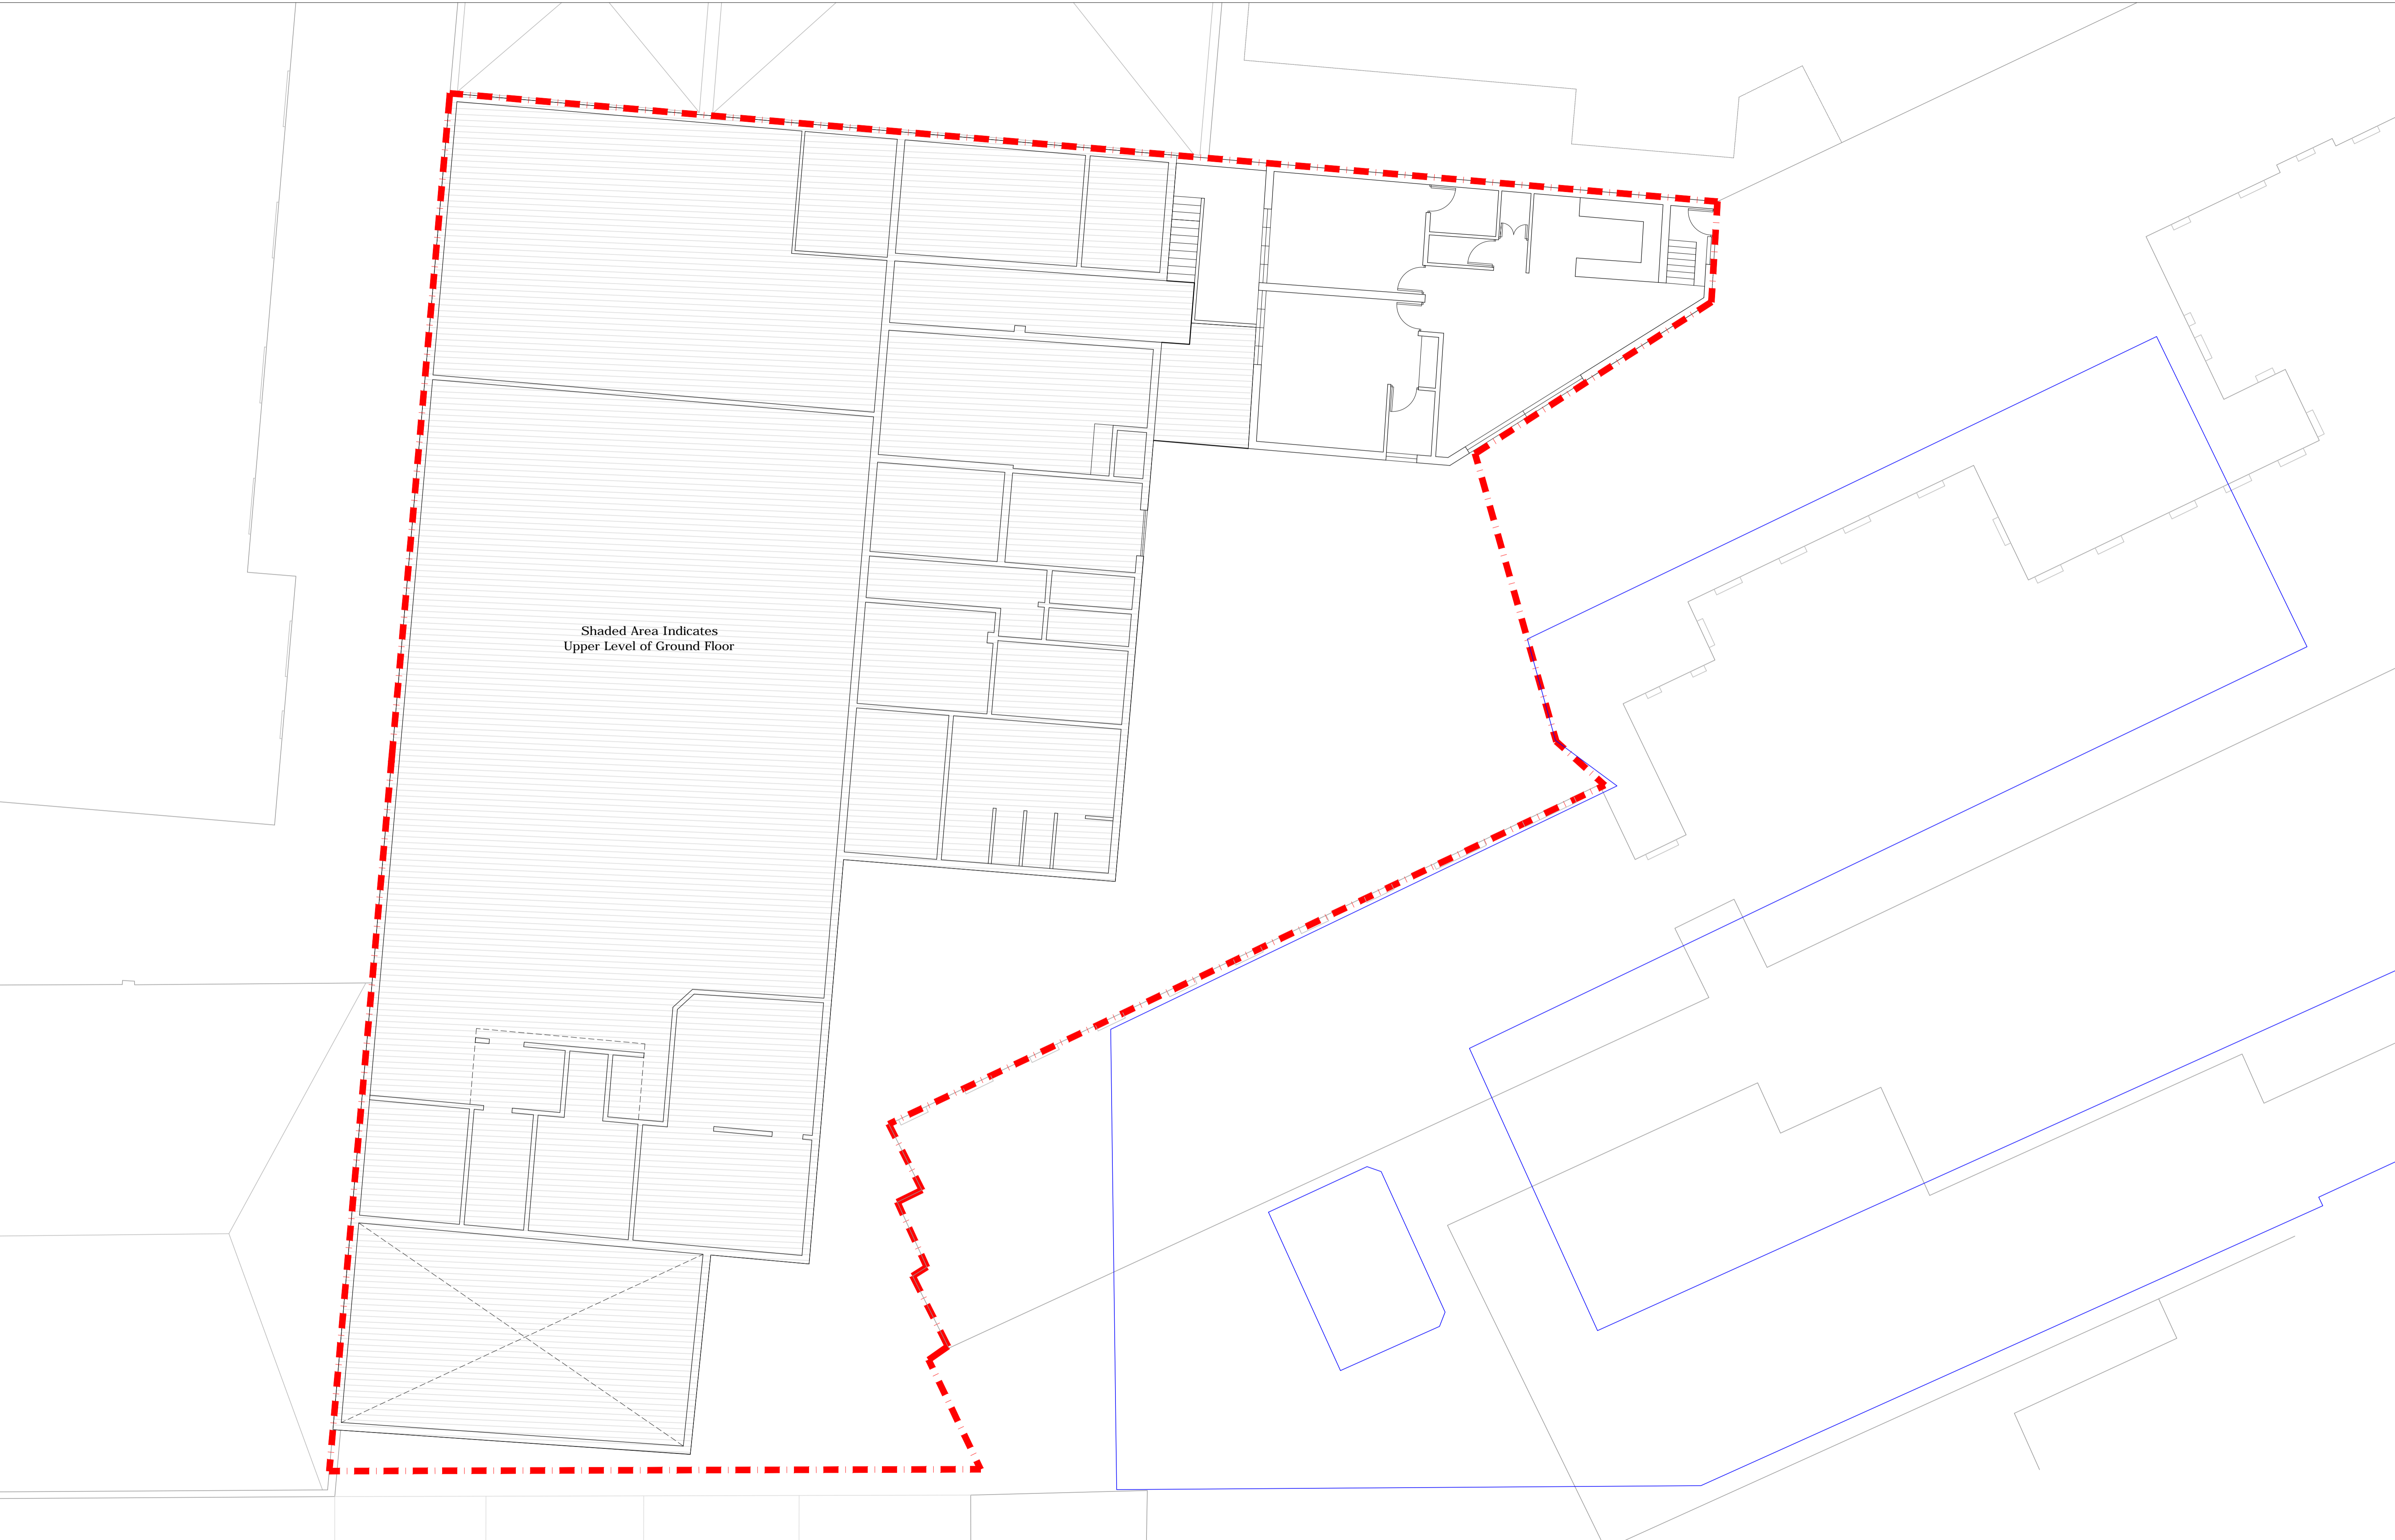 Shaded Area Indicates
Upper Level of Ground Floor